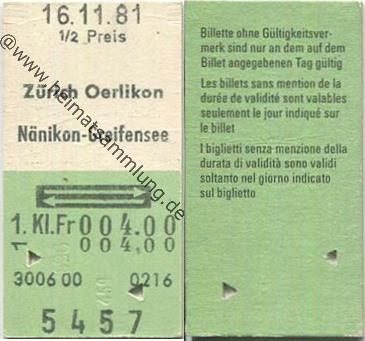 16.11.81
1/2 Preis
Zürich Oerlikon
Nänikon-Greifensee
1. Kl.Fr 004.00
1 004,00
300600 0216
5457
Billette ohne Gültigkeitsver-
merk sind nur an dem auf dem
Billet angegebenen Tag gültig
Les billets sans mention de la
durée de validité sont valables
seulement le jour indiqué sur
le billet
I biglietti senza menzione della
durata di validità sono validi
soltanto nel giorno indicato
sul biglietto
@www.heimatsammlung.de